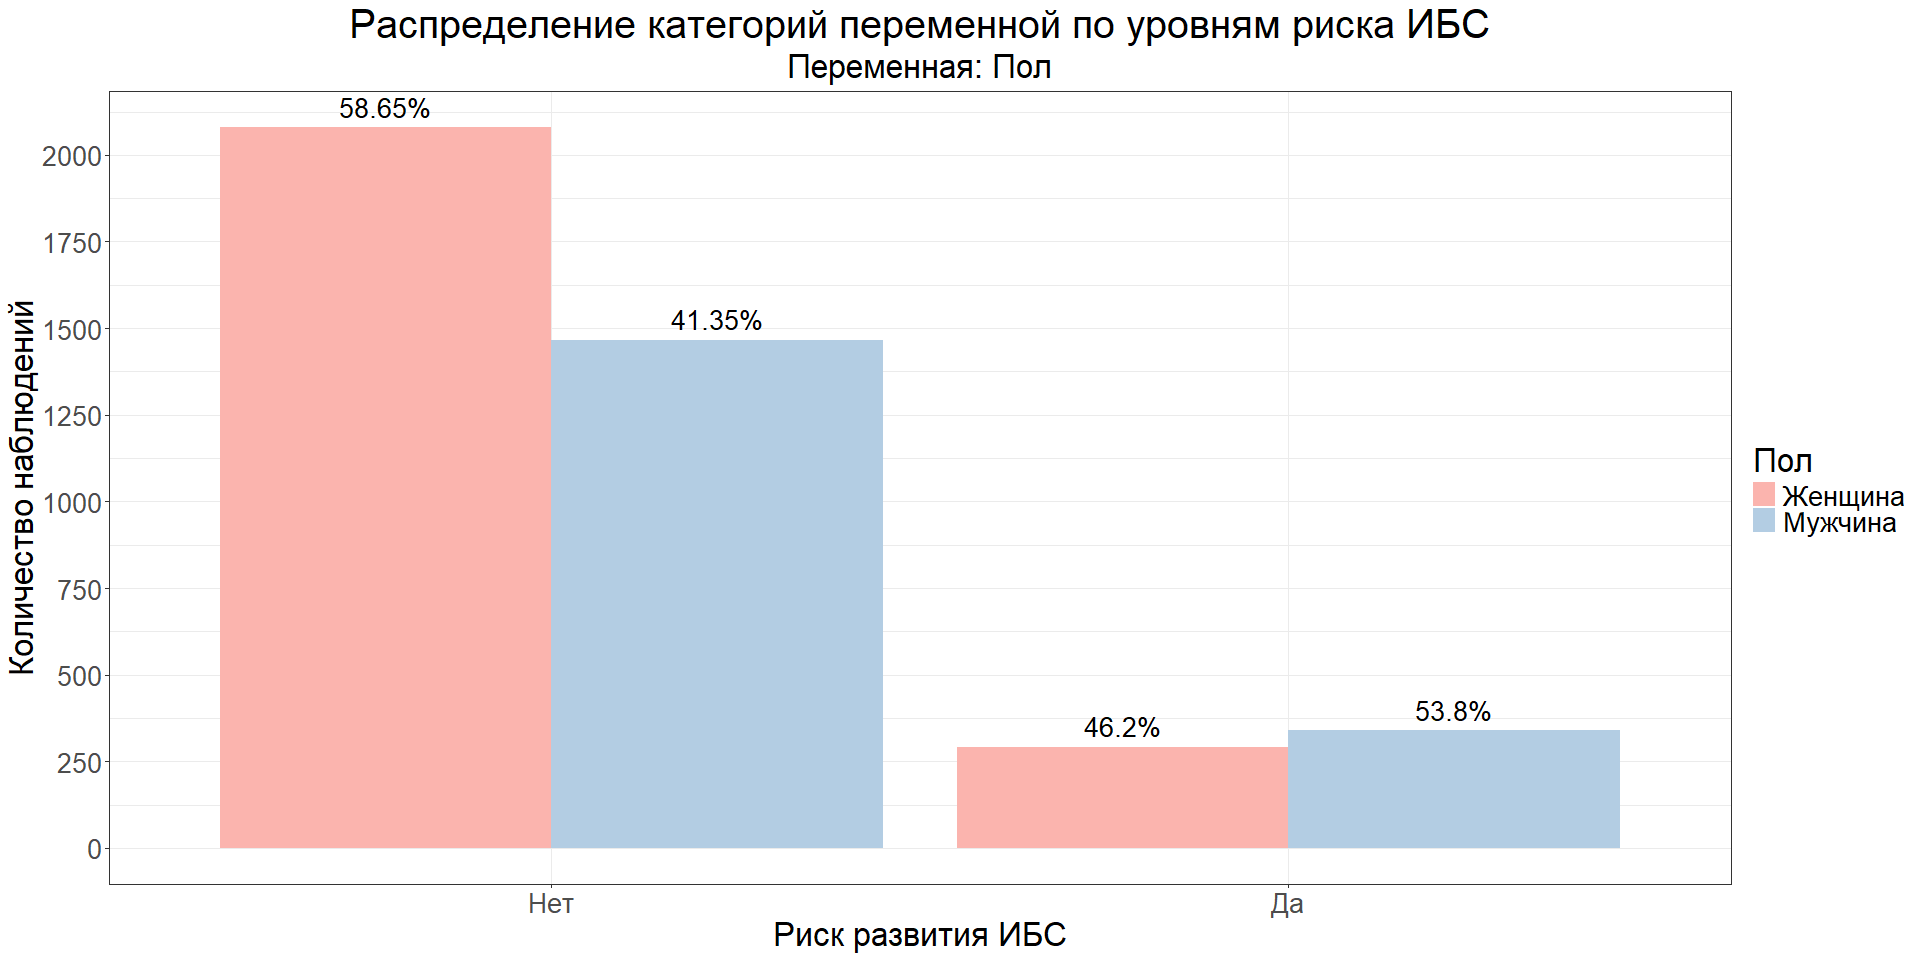 Распределение категорий переменной по уровням риска ИБС
Переменная: Пол
Количество наблюдений
2000
1750
1500
1250
1000
750
500
250
0
58.65%
41.35%
46.2%
53.8%
Нет
Да
Риск развития ИБС
Пол
Женщина
Мужчина